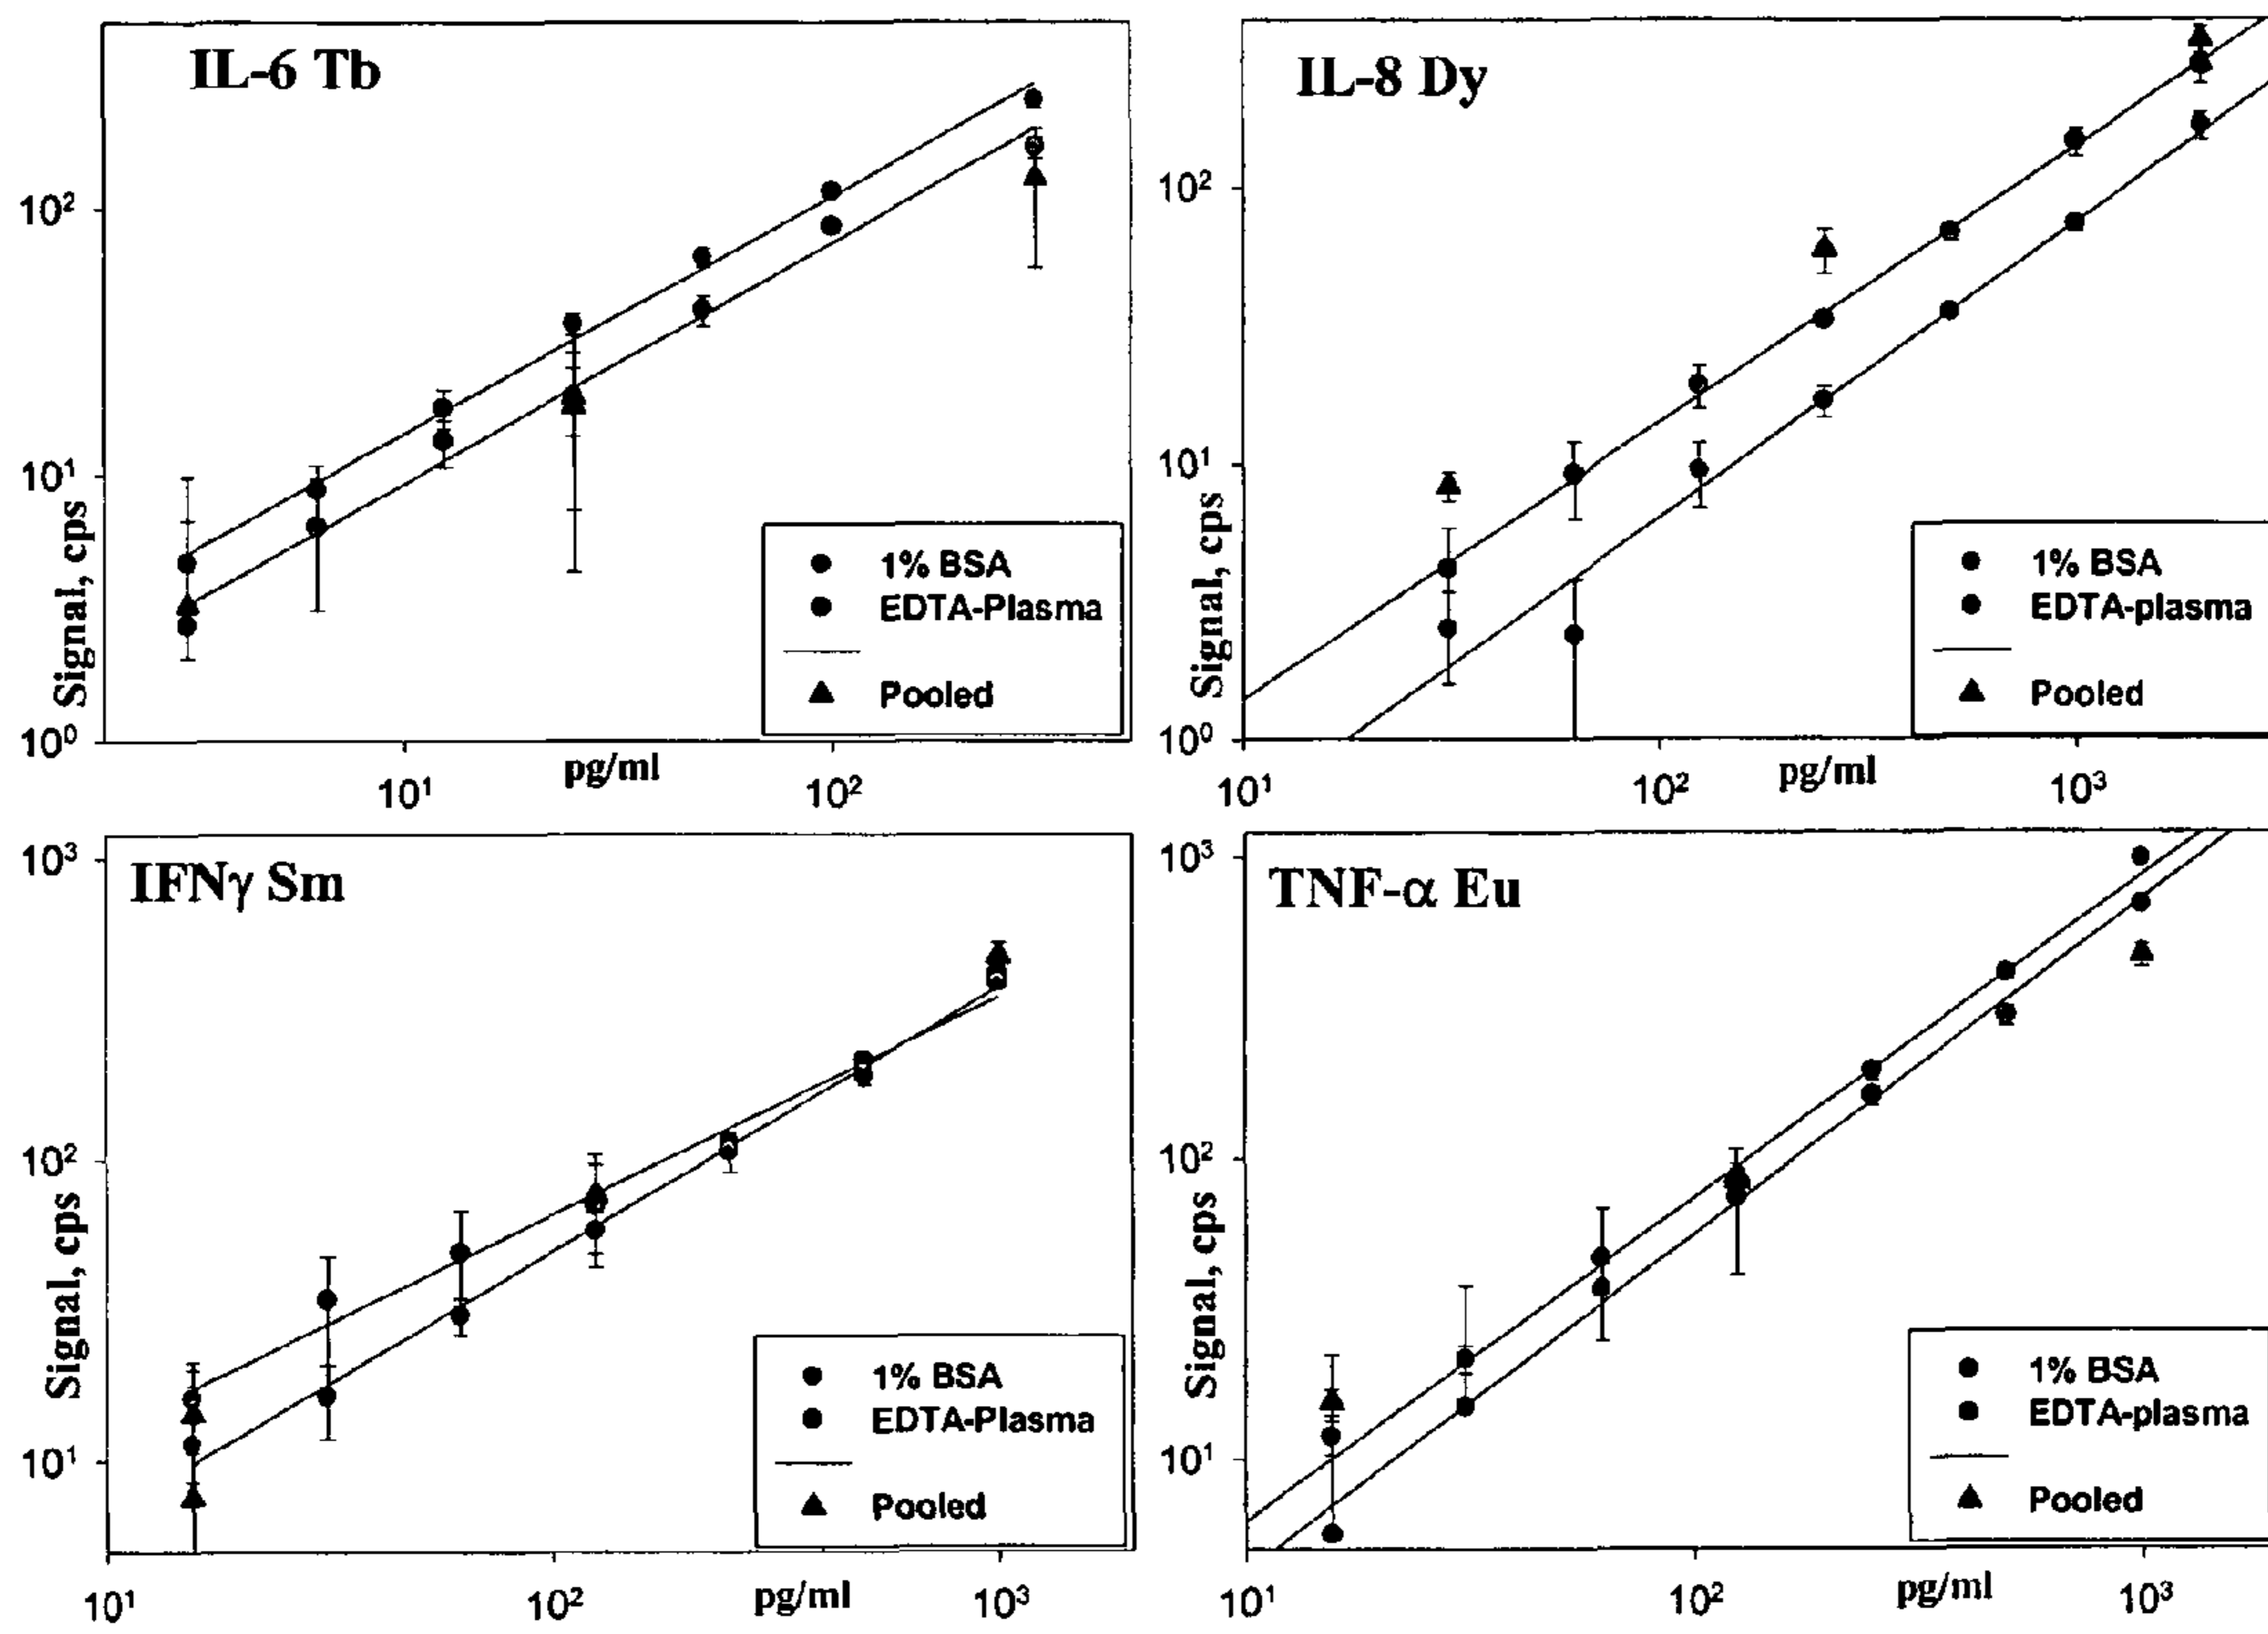 IL-6 Tb
10²
10¹
10⁰
Signal, cps
1% BSA
EDTA-Plasma
Pooled
10¹
pg/ml
10²
IL-8 Dy
10²
10¹
10⁰
Signal, cps
1% BSA
EDTA-plasma
Pooled
10¹
10²
pg/ml
10³
IFNγ Sm
10³
10²
10¹
Signal, cps
1% BSA
EDTA-Plasma
Pooled
10¹
10²
pg/ml
10³
TNF-α Eu
10³
10²
10¹
Signal, cps
1% BSA
EDTA-plasma
Pooled
10¹
10²
pg/ml
10³